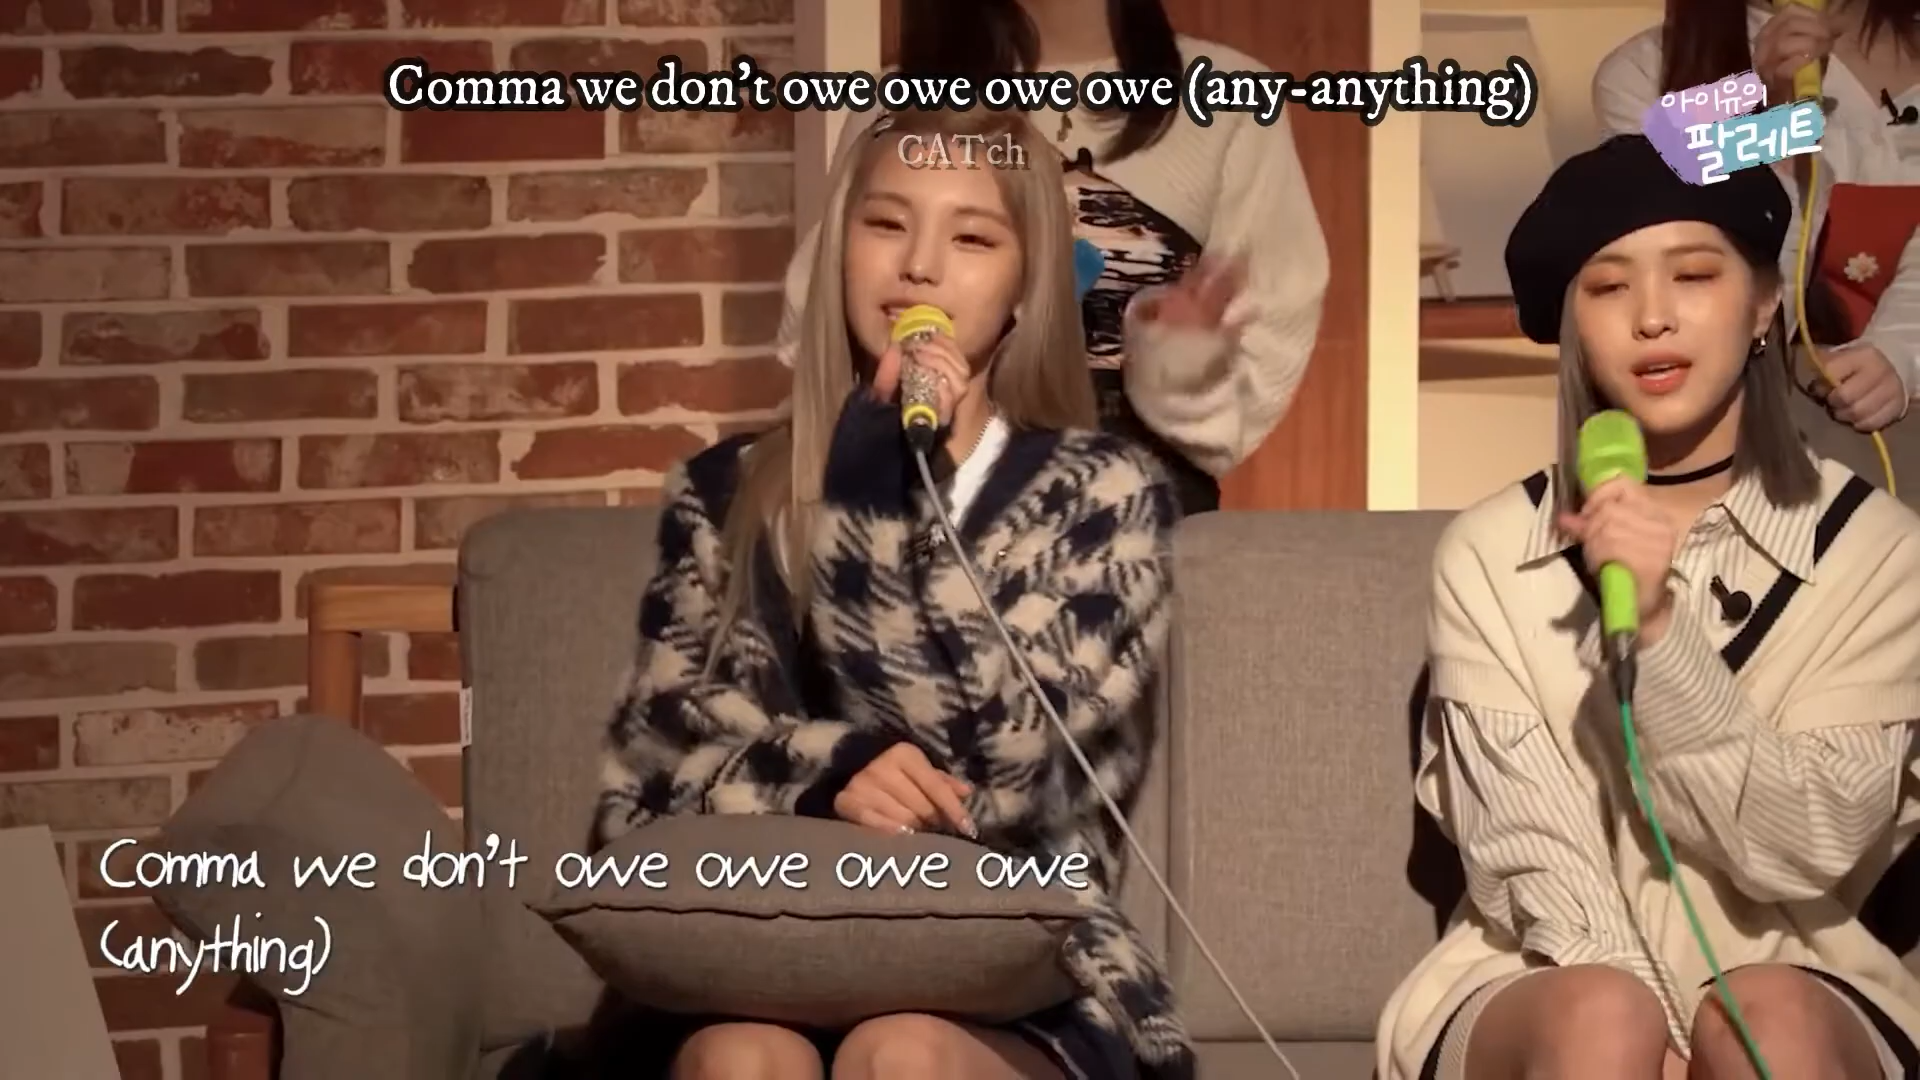 Comma we don't owe owe owe owe (any-anything)
CATch
아이유의
팔레트
Comma we don't owe owe owe owe
(anything)